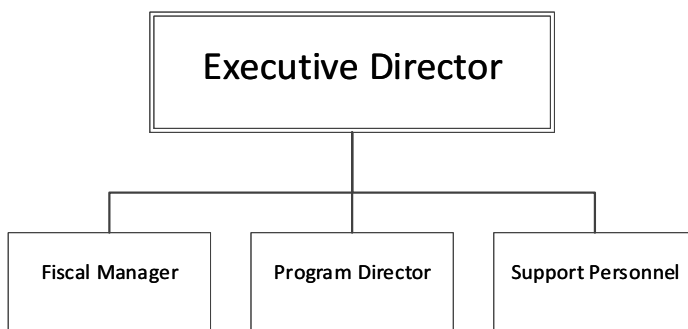 Executive Director
Fiscal Manager
Program Director
Support Personnel